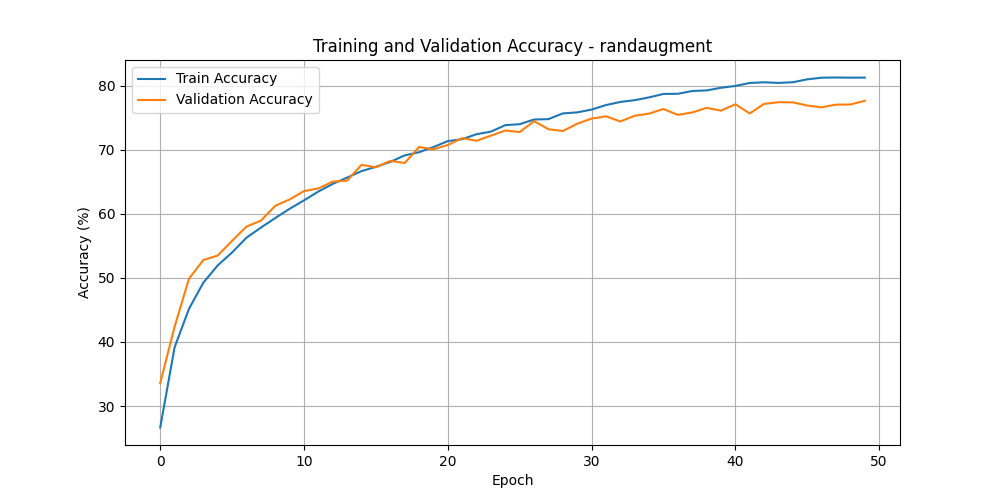 Training and Validation Accuracy - randaugment
Train Accuracy
Validation Accuracy
80
70
60
50
40
30
Accuracy (%)
0 10 20 30 40 50
Epoch